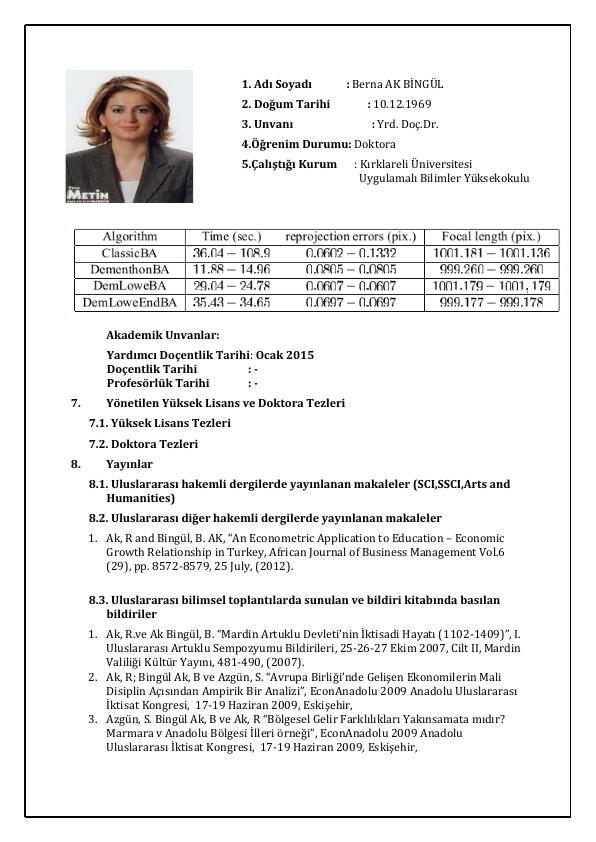 1. Adı Soyadı : Berna AK BİNGÜL
2. Doğum Tarihi : 10.12.1969
3. Unvanı : Yrd. Doç.Dr.
4.Öğrenim Durumu: Doktora
5.Çalıştığı Kurum : Kırklareli Üniversitesi
Uygulamalı Bilimler Yüksekokulu
METİN
Algorithm Time (sec.) reprojection errors (pix.) Focal length (pix.)
ClassicBA 36.04 – 108.9 0.0602 – 0.1332 1001.181 – 1001.136
DementhonBA 11.88 – 14.96 0.0805 – 0.0805 999.260 – 999.260
DemLoweBA 29.04 – 24.78 0.0607 – 0.0607 1001.179 – 1001, 179
DemLoweEndBA 35.43 – 34.65 0.0697 – 0.0697 999.177 – 999.178
Akademik Unvanlar:
Yardımcı Doçentlik Tarihi: Ocak 2015
Doçentlik Tarihi : -
Profesörlük Tarihi : -
7. Yönetilen Yüksek Lisans ve Doktora Tezleri
7.1. Yüksek Lisans Tezleri
7.2. Doktora Tezleri
8. Yayınlar
8.1. Uluslararası hakemli dergilerde yayınlanan makaleler (SCI,SSCI,Arts and
Humanities)
8.2. Uluslararası diğer hakemli dergilerde yayınlanan makaleler
1. Ak, R and Bingül, B. AK, “An Econometric Application to Education – Economic
Growth Relationship in Turkey, African Journal of Business Management Vol.6
(29), pp. 8572-8579, 25 July, (2012).
8.3. Uluslararası bilimsel toplantılarda sunulan ve bildiri kitabında basılan
bildiriler
1. Ak, R.ve Ak Bingül, B. “Mardin Artuklu Devleti’nin İktisadi Hayatı (1102-1409)”, I.
Uluslararası Artuklu Sempozyumu Bildirileri, 25-26-27 Ekim 2007, Cilt II, Mardin
Valiliği Kültür Yayını, 481-490, (2007).
2. Ak, R; Bingül Ak, B ve Azgün, S. “Avrupa Birliği’nde Gelişen Ekonomilerin Mali
Disiplin Açısından Ampirik Bir Analizi”, EconAnadolu 2009 Anadolu Uluslararası
İktisat Kongresi, 17-19 Haziran 2009, Eskişehir,
3. Azgün, S. Bingül Ak, B ve Ak, R “Bölgesel Gelir Farklılıkları Yakınsamata mıdır?
Marmara v Anadolu Bölgesi İlleri örneği”, EconAnadolu 2009 Anadolu
Uluslararası İktisat Kongresi, 17-19 Haziran 2009, Eskişehir,